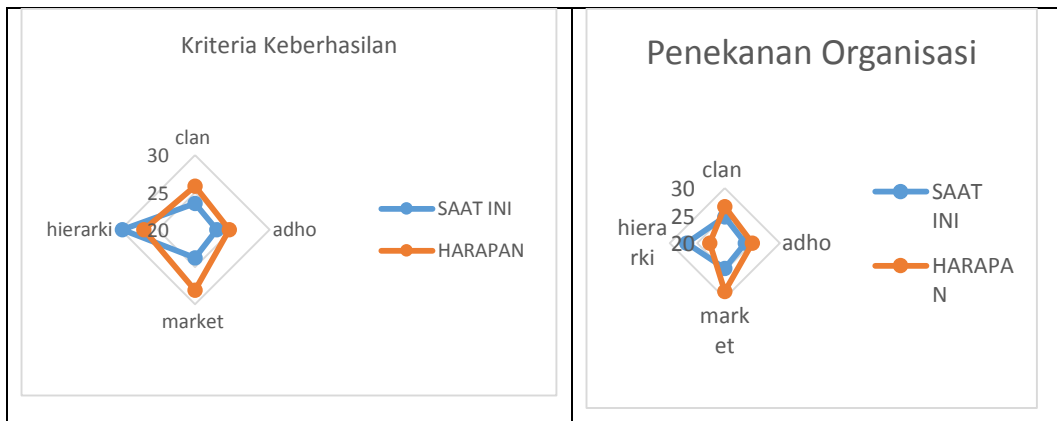 Kriteria Keberhasilan
clan
30
25
20
hierarki
adho
market
SAAT INI
HARAPAN
Penekanan Organisasi
clan
30
25
20
hiera
rki
adho
mark
et
SAAT
INI
HARAPA
N